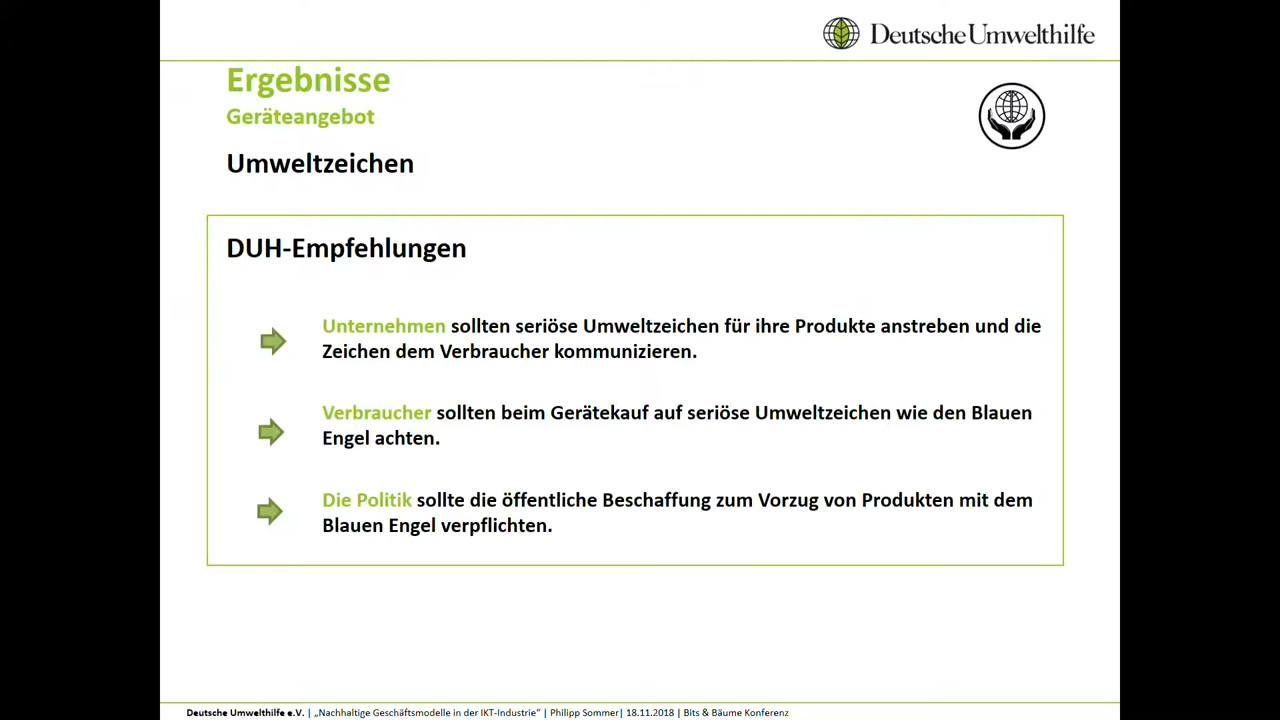 Deutsche Umwelthilfe
Ergebnisse
Geräteangebot
Umweltzeichen
DUH-Empfehlungen
Unternehmen sollten seriöse Umweltzeichen für ihre Produkte anstreben und die
Zeichen dem Verbraucher kommunizieren.
Verbraucher sollten beim Gerätekauf auf seriöse Umweltzeichen wie den Blauen
Engel achten.
Die Politik sollte die öffentliche Beschaffung zum Vorzug von Produkten mit dem
Blauen Engel verpflichten.
Deutsche Umwelthilfe e.V. | „Nachhaltige Geschäftsmodelle in der IKT-Industrie“ | Philipp Sommer| 18.11.2018 | Bits & Bäume Konferenz